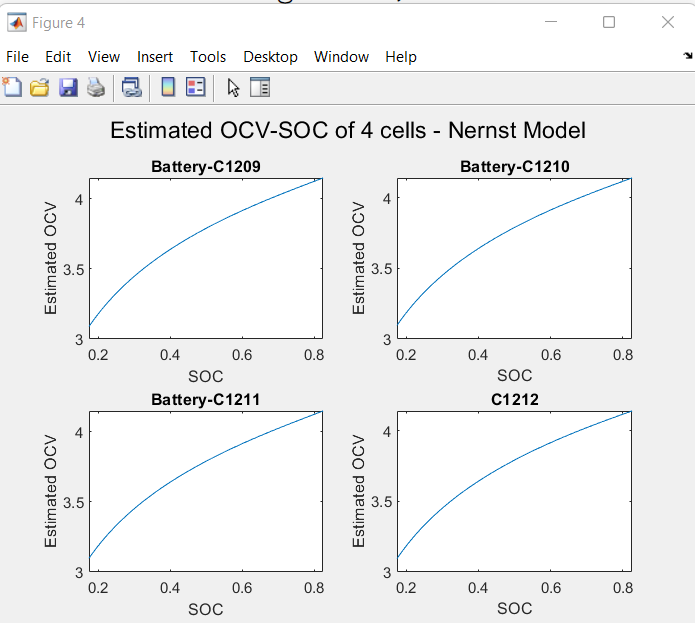 Figure 4
File Edit View Insert Tools Desktop Window Help
Estimated OCV-SOC of 4 cells - Nernst Model
Battery-C1209
Estimated OCV
4
3.5
3
0.2 0.4 0.6 0.8
SOC
Battery-C1210
Estimated OCV
4
3.5
3
0.2 0.4 0.6 0.8
SOC
Battery-C1211
Estimated OCV
4
3.5
3
0.2 0.4 0.6 0.8
SOC
C1212
Estimated OCV
4
3.5
3
0.2 0.4 0.6 0.8
SOC